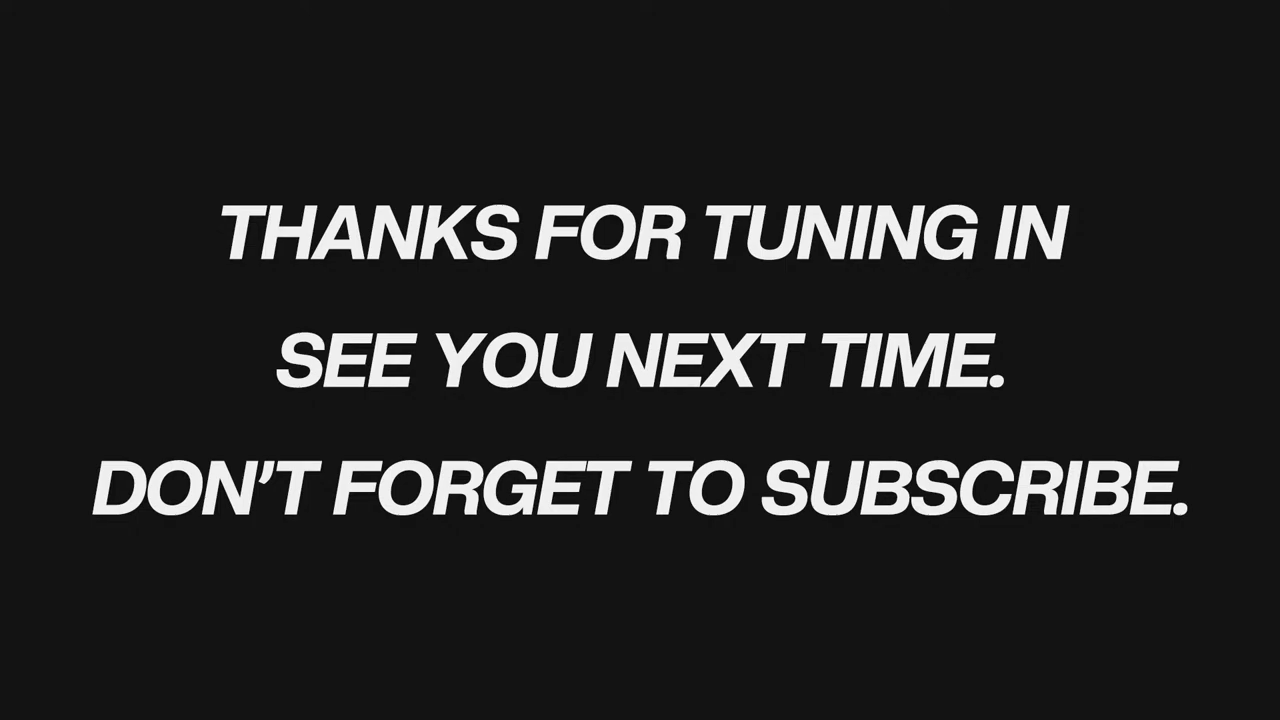 THANKS FOR TUNING IN
SEE YOU NEXT TIME.
DON’T FORGET TO SUBSCRIBE.